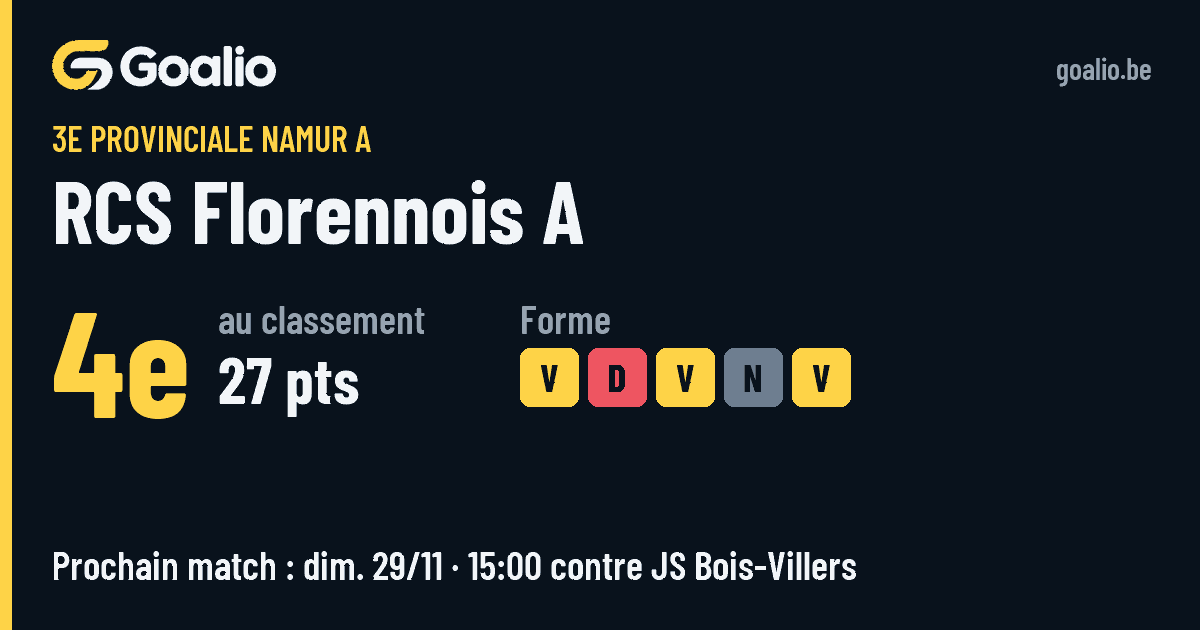 Goalio
goalio.be
3E PROVINCIALE NAMUR A
RCS Florennois A
4e
au classement
27 pts
Forme
V D V N V
Prochain match : dim. 29/11 · 15:00 contre JS Bois-Villers